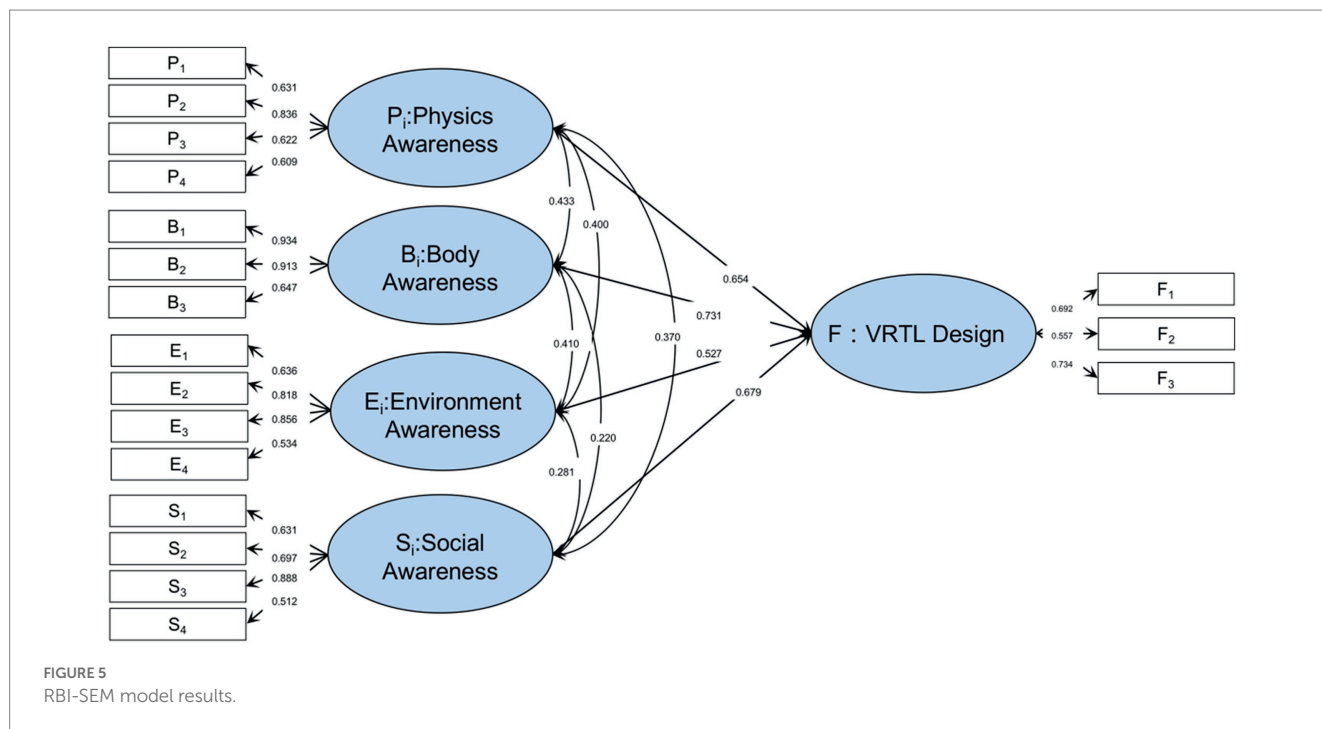 P₁
0.631
P₂
0.836
P₃
0.622
P₄
0.609
Pᵢ:Physics
Awareness
B₁
0.934
B₂
0.913
B₃
0.647
Bᵢ:Body
Awareness
E₁
0.636
E₂
0.818
E₃
0.856
E₄
0.534
Eᵢ:Environment
Awareness
S₁
0.631
S₂
0.697
S₃
0.888
S₄
0.512
Sᵢ:Social
Awareness
0.433
0.400
0.410
0.370
0.220
0.281
0.654
0.731
0.527
0.679
F : VRTL Design
0.692
F₁
0.557
F₂
0.734
F₃
FIGURE 5
RBI-SEM model results.